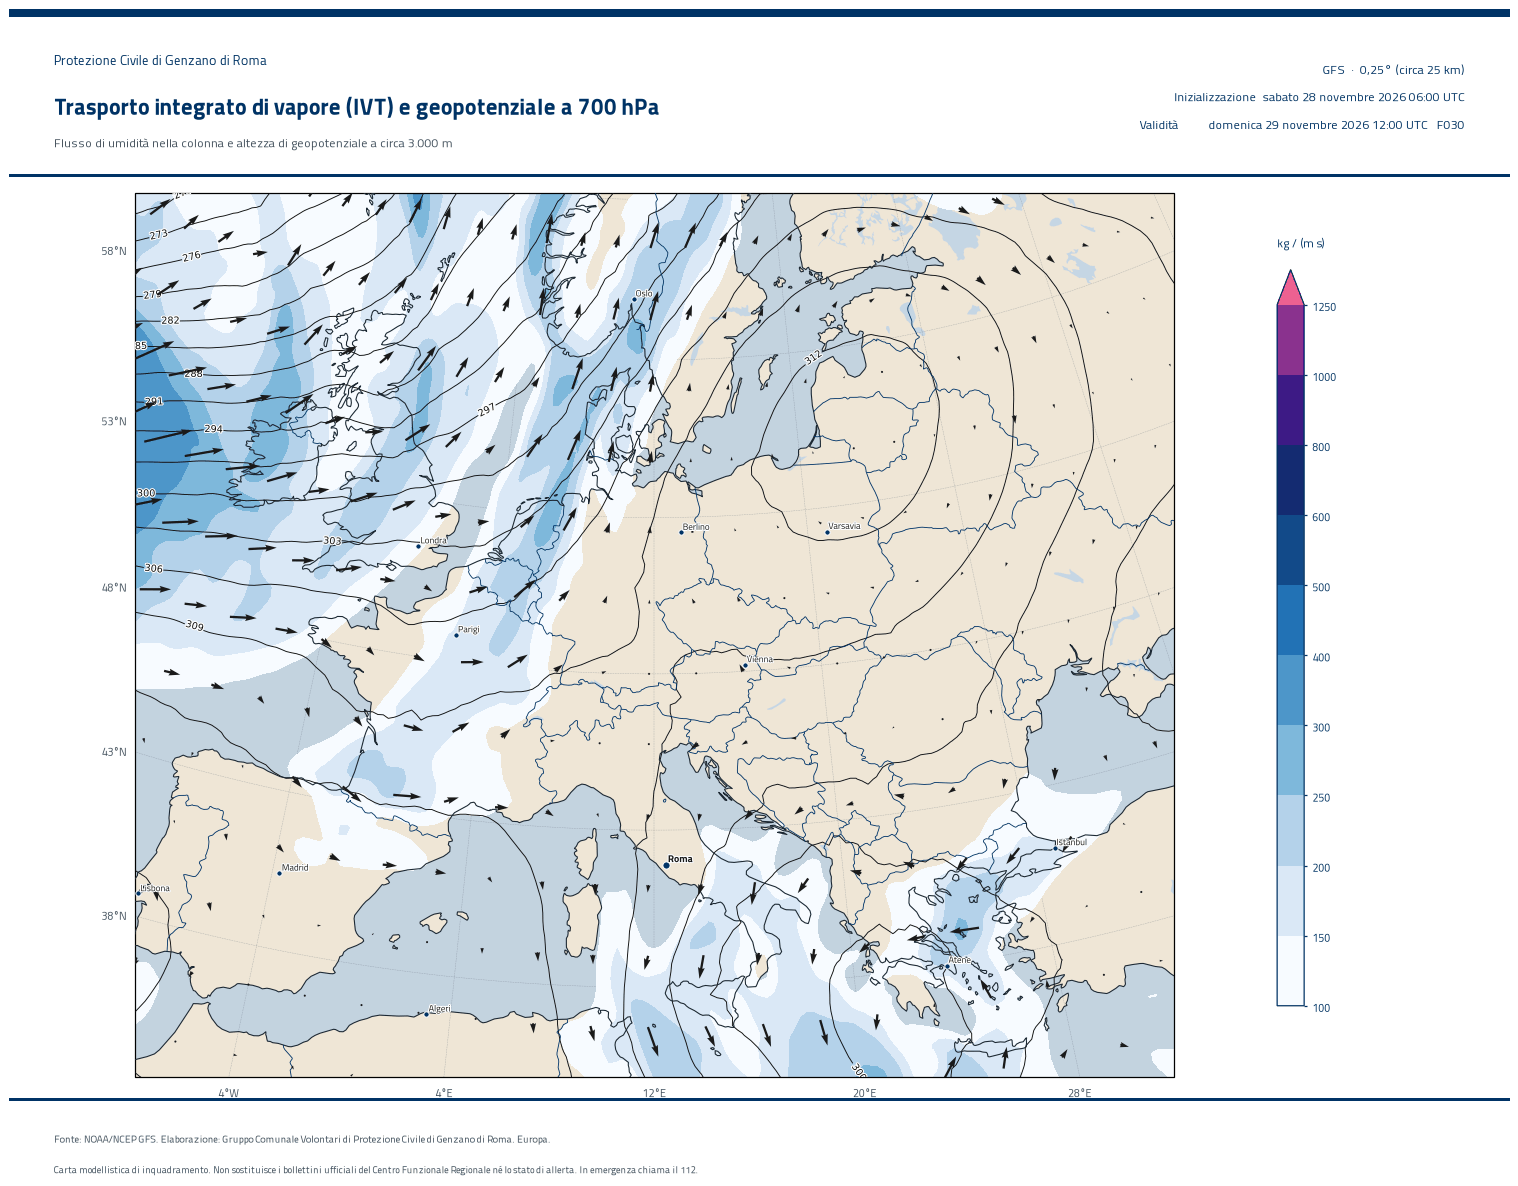 Protezione Civile di Genzano di Roma
Trasporto integrato di vapore (IVT) e geopotenziale a 700 hPa
Flusso di umidità nella colonna e altezza di geopotenziale a circa 3.000 m
GFS · 0,25° (circa 25 km)
Inizializzazione sabato 28 novembre 2026 06:00 UTC
Validità domenica 29 novembre 2026 12:00 UTC F030
kg / (m s)
1250
1000
800
600
500
400
300
250
200
150
100
58°N
53°N
48°N
43°N
38°N
4°W
4°E
12°E
20°E
28°E
273
276
279
282
85
288
291
294
297
300
303
306
309
312
300
Oslo
Londra
Berlino
Varsavia
Parigi
Vienna
Madrid
Lisbona
Roma
Istanbul
Atene
Algeri
Fonte: NOAA/NCEP GFS. Elaborazione: Gruppo Comunale Volontari di Protezione Civile di Genzano di Roma. Europa.
Carta modellistica di inquadramento. Non sostituisce i bollettini ufficiali del Centro Funzionale Regionale né lo stato di allerta. In emergenza chiama il 112.